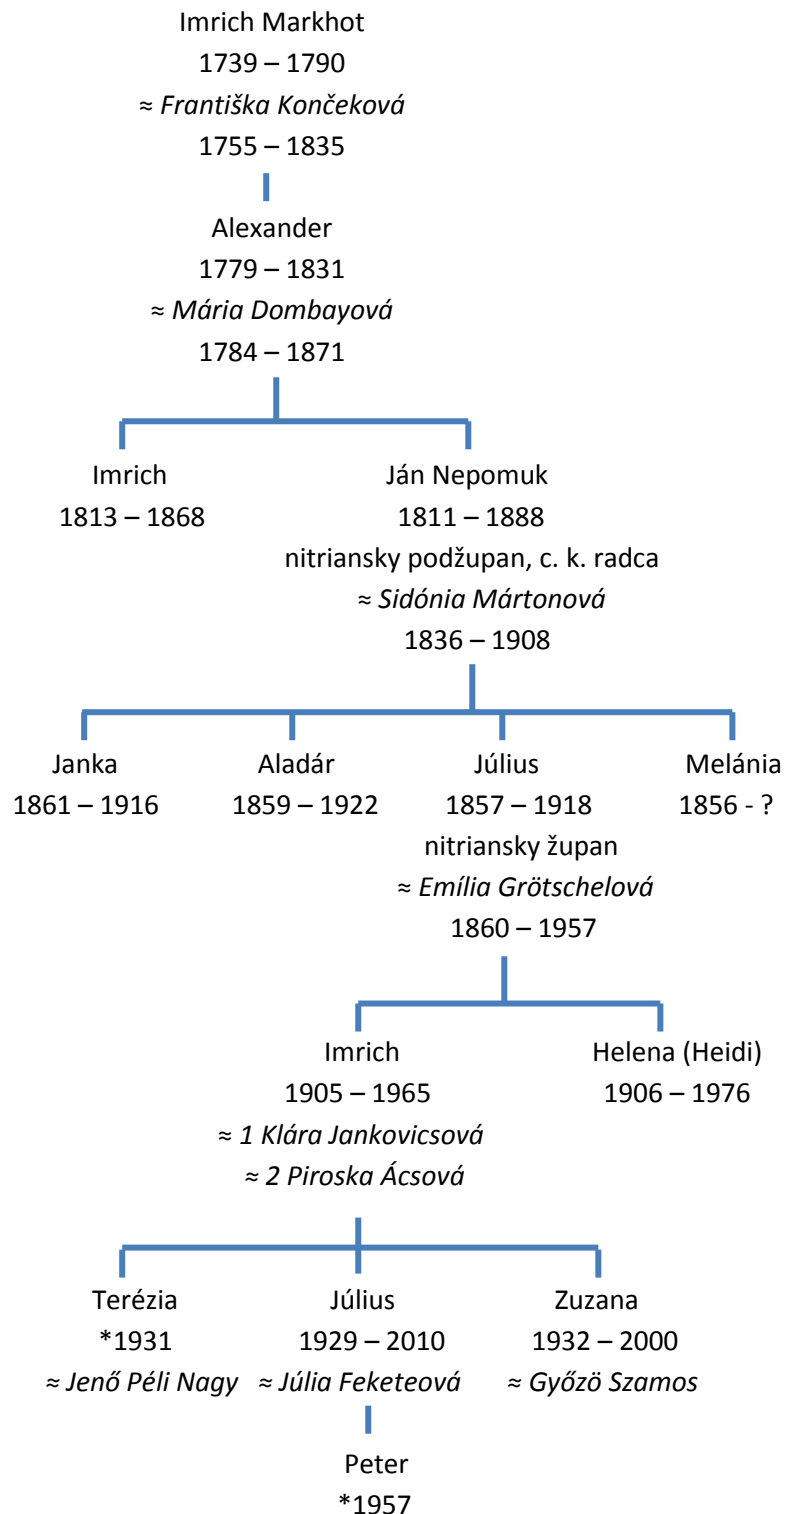 Imrich Markhot
1739 – 1790
≈ Františka Končeková
1755 – 1835
Alexander
1779 – 1831
≈ Mária Dombayová
1784 – 1871
Imrich
1813 – 1868
Ján Nepomuk
1811 – 1888
nitriansky podžupan, c. k. radca
≈ Sidónia Mártonová
1836 – 1908
Janka
1861 – 1916
Aladár
1859 – 1922
Július
1857 – 1918
nitriansky župan
≈ Emília Grötschelová
1860 – 1957
Melánia
1856 - ?
Imrich
1905 – 1965
≈ 1 Klára Jankovicsová
≈ 2 Piroska Ácsová
Helena (Heidi)
1906 – 1976
Terézia
*1931
≈ Jenő Péli Nagy
Július
1929 – 2010
≈ Júlia Feketeová
Zuzana
1932 – 2000
≈ Győzö Szamos
Peter
*1957